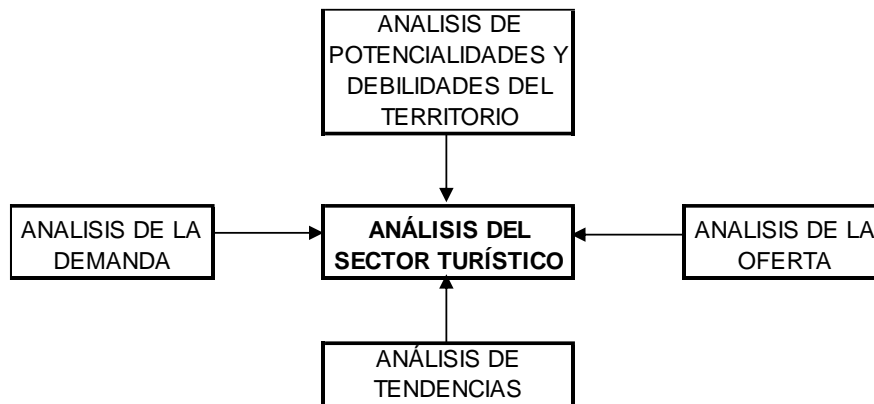 ANALISIS DE
POTENCIALIDADES Y
DEBILIDADES DEL
TERRITORIO
ANALISIS DE LA
DEMANDA
ANÁLISIS DEL
SECTOR TURÍSTICO
ANALISIS DE LA
OFERTA
ANÁLISIS DE
TENDENCIAS